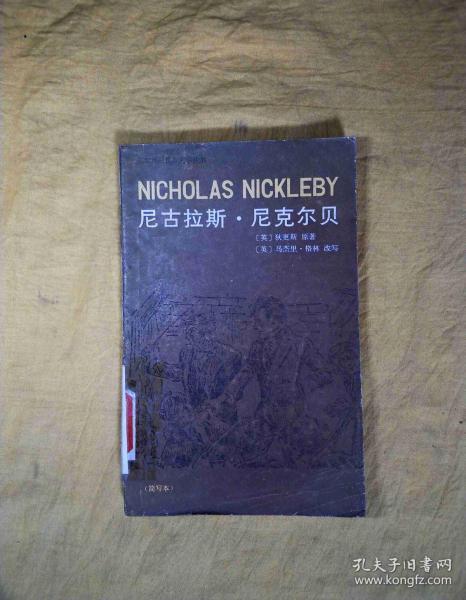 NICHOLAS NICKLEBY
尼古拉斯·尼克尔贝
〔英〕狄更斯 原著
〔英〕马杰里·格林 改写
（简写本）
孔夫子旧书网
www.kongfz.com